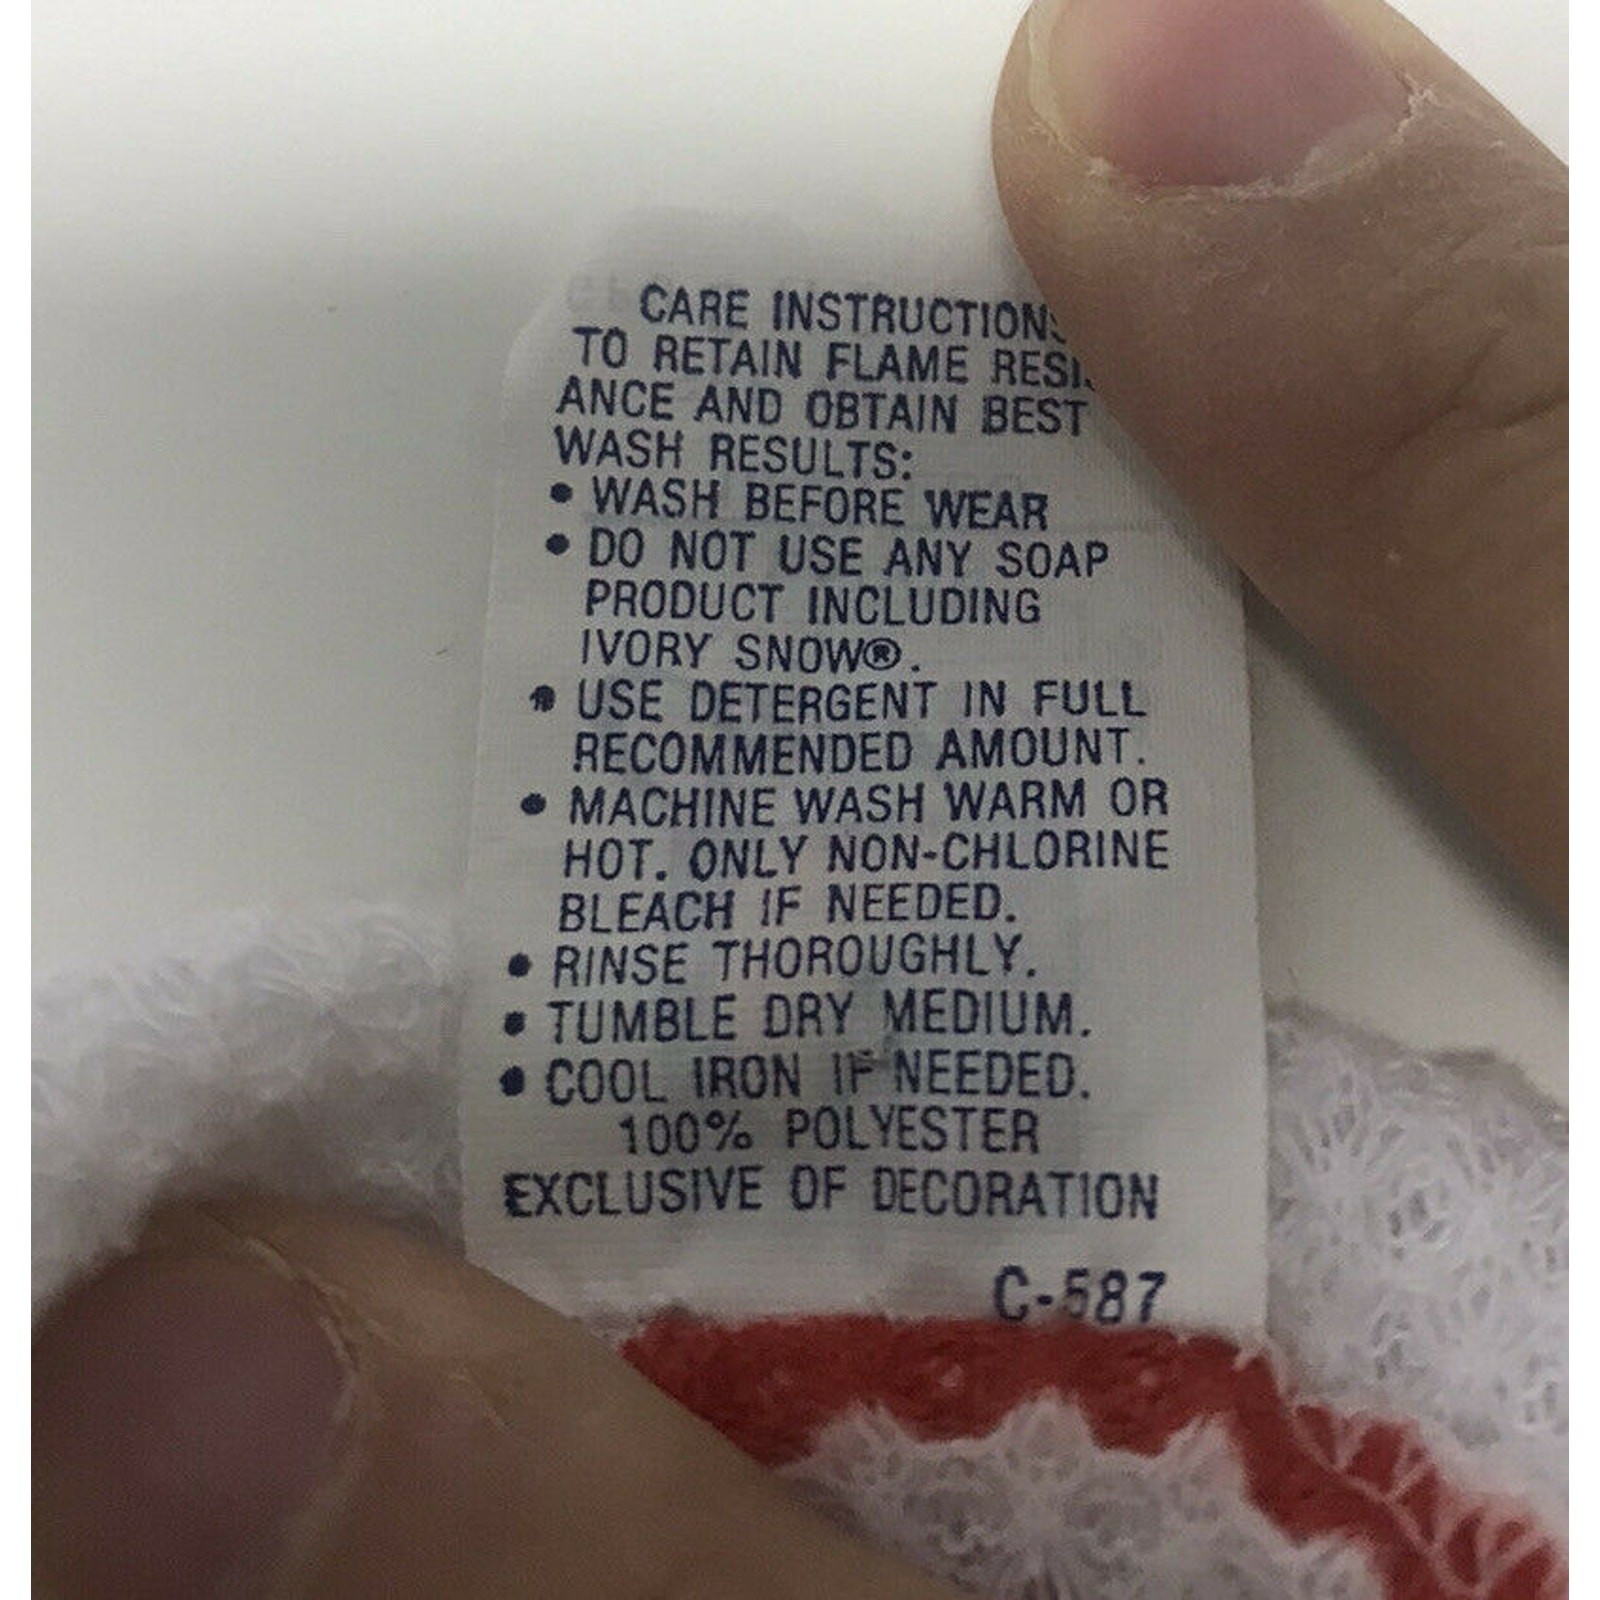 CARE INSTRUCTIONS
TO RETAIN FLAME RESI
ANCE AND OBTAIN BEST
WASH RESULTS:
• WASH BEFORE WEAR
• DO NOT USE ANY SOAP
PRODUCT INCLUDING
IVORY SNOW®.
• USE DETERGENT IN FULL
RECOMMENDED AMOUNT.
• MACHINE WASH WARM OR
HOT. ONLY NON-CHLORINE
BLEACH IF NEEDED.
• RINSE THOROUGHLY.
• TUMBLE DRY MEDIUM.
• COOL IRON IF NEEDED.
100% POLYESTER
EXCLUSIVE OF DECORATION
C-587